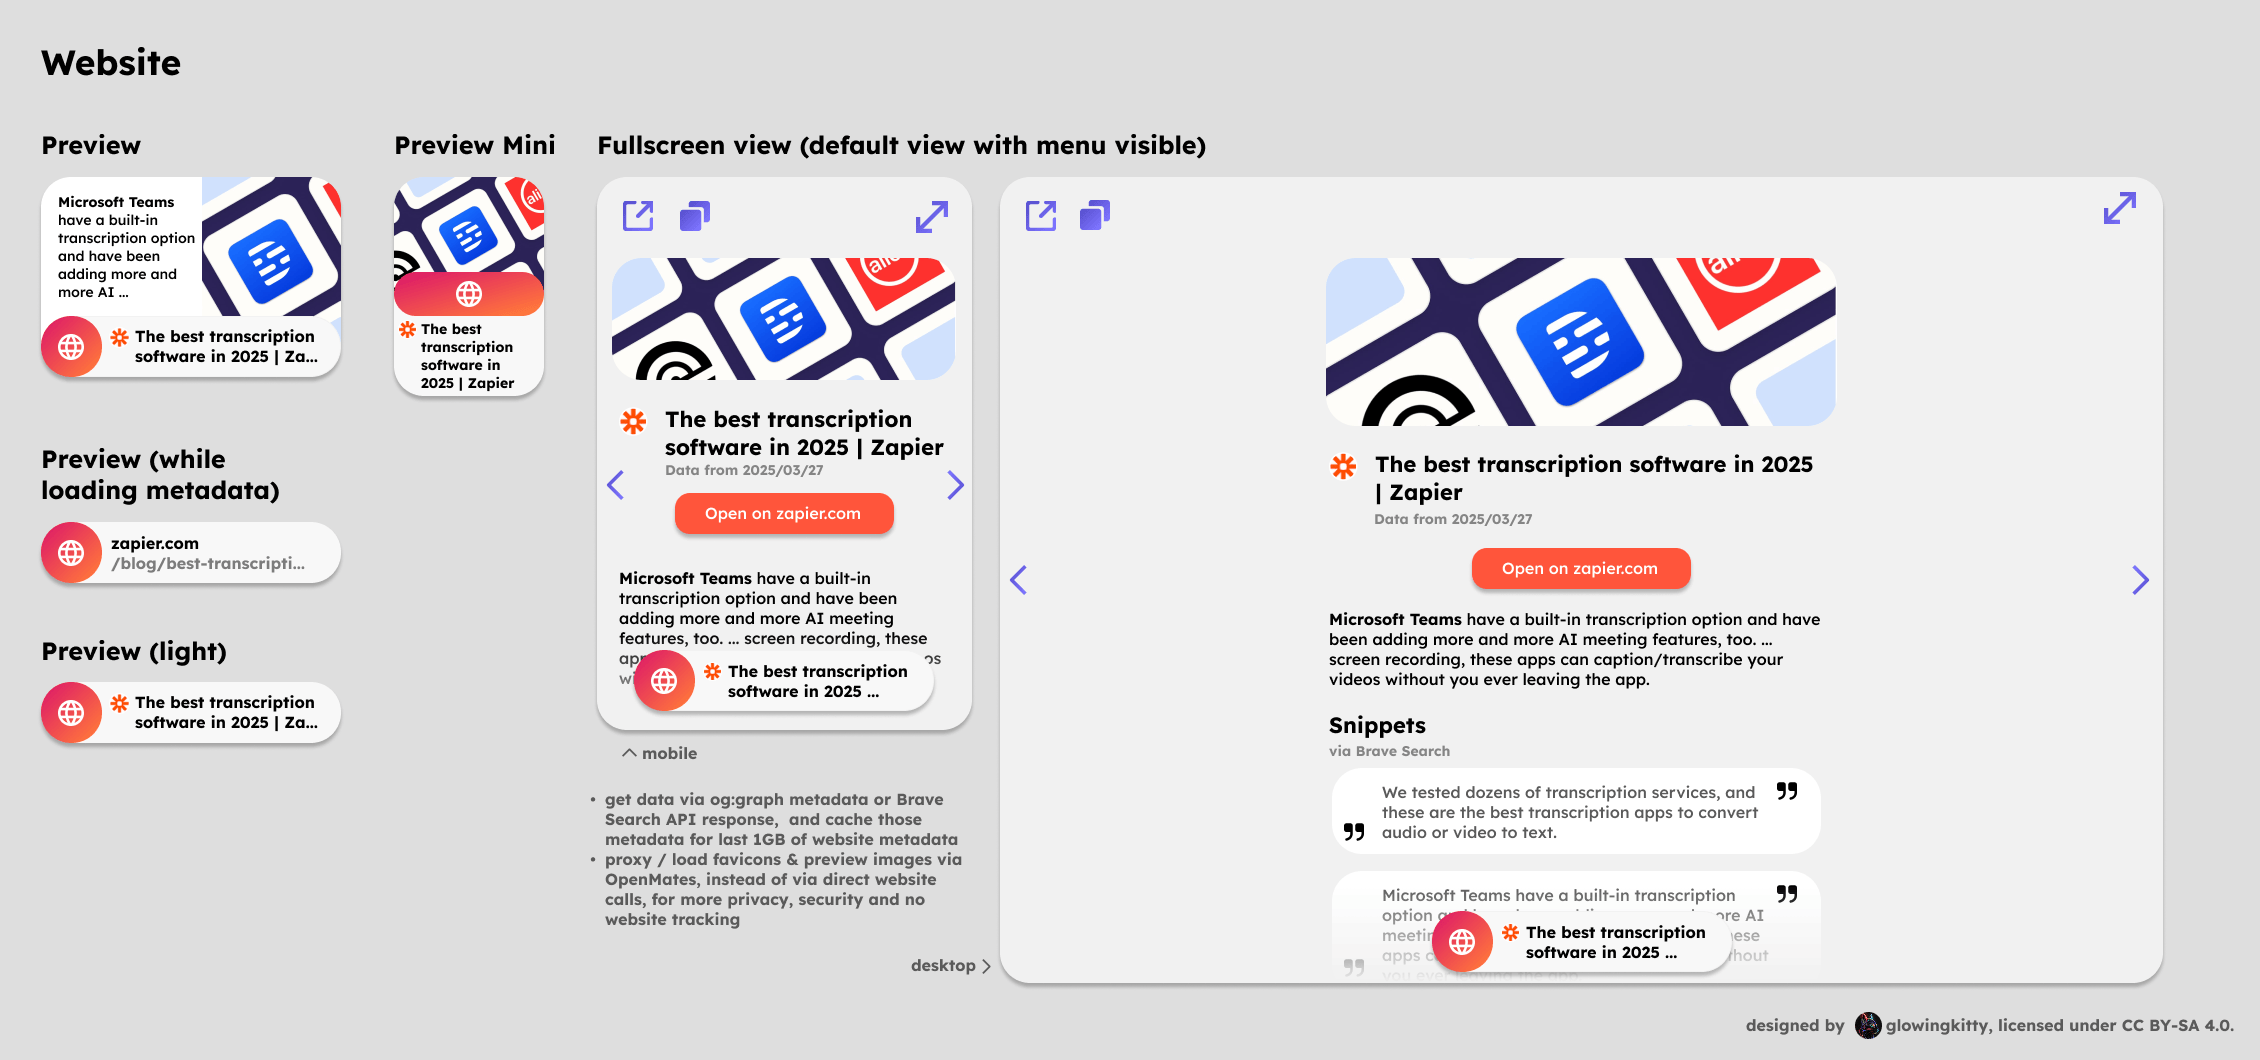 Website
Preview
Microsoft Teams
have a built-in
transcription option
and have been
adding more and
more AI ...
The best transcription
software in 2025 | Za...
Preview Mini
The best
transcription
software in
2025 | Zapier
Preview (while
loading metadata)
zapier.com
/blog/best-transcripti...
Preview (light)
The best transcription
software in 2025 | Za...
Fullscreen view (default view with menu visible)
The best transcription
software in 2025 | Zapier
Data from 2025/03/27
Open on zapier.com
Microsoft Teams have a built-in
transcription option and have been
adding more and more AI meeting
features, too. ... screen recording, these
The best transcription
software in 2025 ...
mobile
• get data via og:graph metadata or Brave
Search API response,  and cache those
metadata for last 1GB of website metadata
• proxy / load favicons & preview images via
OpenMates, instead of via direct website
calls, for more privacy, security and no
website tracking
desktop
The best transcription software in 2025
| Zapier
Data from 2025/03/27
Open on zapier.com
Microsoft Teams have a built-in transcription option and have
been adding more and more AI meeting features, too. ...
screen recording, these apps can caption/transcribe your
videos without you ever leaving the app.
Snippets
via Brave Search
We tested dozens of transcription services, and
these are the best transcription apps to convert
audio or video to text.
Microsoft Teams have a built-in transcription
option
AI
apps
you ever leaving the app.
The best transcription
software in 2025 ...
designed by glowingkitty, licensed under CC BY-SA 4.0.